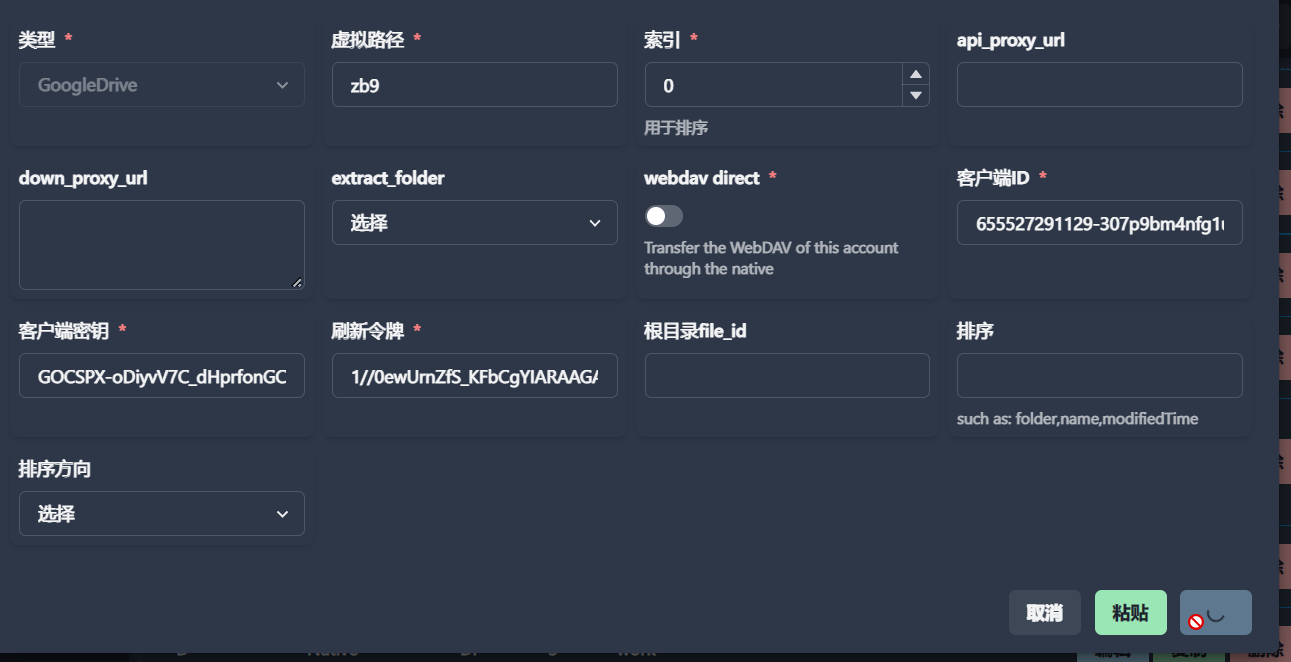 类型 *
虚拟路径 *
索引 *
api_proxy_url
GoogleDrive
zb9
0
用于排序
down_proxy_url
extract_folder
webdav direct *
客户端ID *
选择
655527291129-307p9bm4nfg1
Transfer the WebDAV of this account
through the native
客户端密钥 *
刷新令牌 *
根目录file_id
排序
GOCSPX-oDiyvV7C_dHprfonGC
1//0ewUrnZfS_KFbCgYIARAAGA
such as: folder,name,modifiedTime
排序方向
选择
取消
粘贴